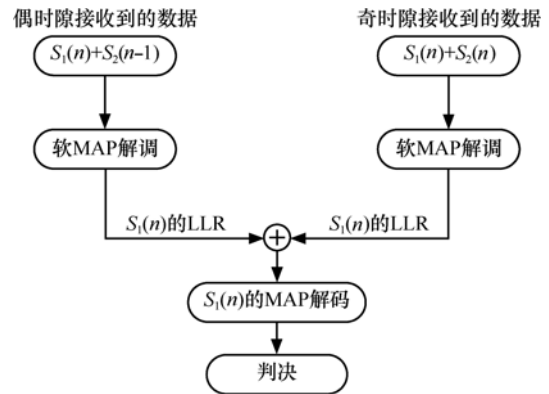 偶时隙接收到的数据
奇时隙接收到的数据
S₁(n)+S₂(n–1)
S₁(n)+S₂(n)
软MAP解调
软MAP解调
S₁(n)的LLR
S₁(n)的LLR
S₁(n)的MAP解码
判决